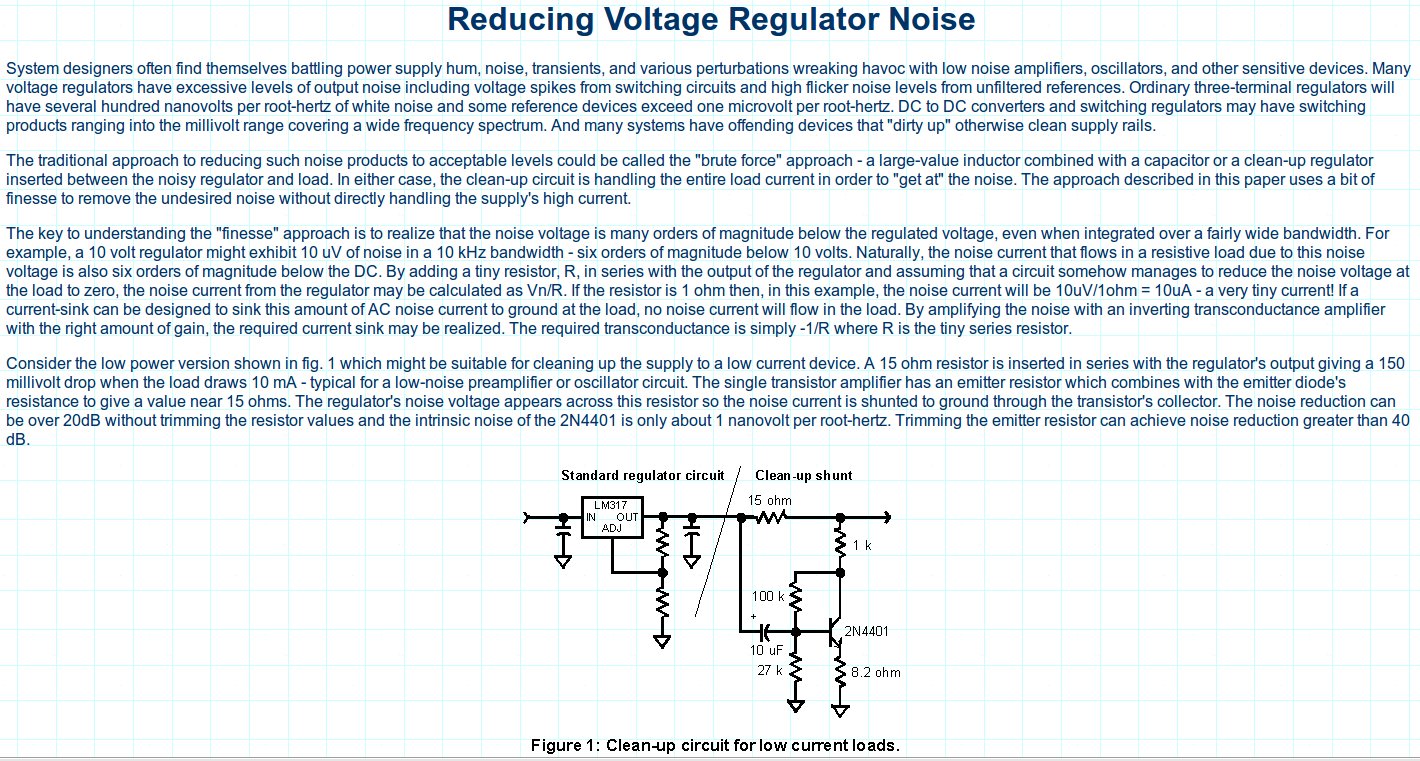 Reducing Voltage Regulator Noise
System designers often find themselves battling power supply hum, noise, transients, and various perturbations wreaking havoc with low noise amplifiers, oscillators, and other sensitive devices. Many
voltage regulators have excessive levels of output noise including voltage spikes from switching circuits and high flicker noise levels from unfiltered references. Ordinary three-terminal regulators will
have several hundred nanovolts per root-hertz of white noise and some reference devices exceed one microvolt per root-hertz. DC to DC converters and switching regulators may have switching
products ranging into the millivolt range covering a wide frequency spectrum. And many systems have offending devices that "dirty up" otherwise clean supply rails.
The traditional approach to reducing such noise products to acceptable levels could be called the "brute force" approach - a large-value inductor combined with a capacitor or a clean-up regulator
inserted between the noisy regulator and load. In either case, the clean-up circuit is handling the entire load current in order to "get at" the noise. The approach described in this paper uses a bit of
finesse to remove the undesired noise without directly handling the supply's high current.
The key to understanding the "finesse" approach is to realize that the noise voltage is many orders of magnitude below the regulated voltage, even when integrated over a fairly wide bandwidth. For
example, a 10 volt regulator might exhibit 10 uV of noise in a 10 kHz bandwidth - six orders of magnitude below 10 volts. Naturally, the noise current that flows in a resistive load due to this noise
voltage is also six orders of magnitude below the DC. By adding a tiny resistor, R, in series with the output of the regulator and assuming that a circuit somehow manages to reduce the noise voltage at
the load to zero, the noise current from the regulator may be calculated as Vn/R. If the resistor is 1 ohm then, in this example, the noise current will be 10uV/1ohm = 10uA - a very tiny current! If a
current-sink can be designed to sink this amount of AC noise current to ground at the load, no noise current will flow in the load. By amplifying the noise with an inverting transconductance amplifier
with the right amount of gain, the required current sink may be realized. The required transconductance is simply -1/R where R is the tiny series resistor.
Consider the low power version shown in fig. 1 which might be suitable for cleaning up the supply to a low current device. A 15 ohm resistor is inserted in series with the regulator's output giving a 150
millivolt drop when the load draws 10 mA - typical for a low-noise preamplifier or oscillator circuit. The single transistor amplifier has an emitter resistor which combines with the emitter diode's
resistance to give a value near 15 ohms. The regulator's noise voltage appears across this resistor so the noise current is shunted to ground through the transistor's collector. The noise reduction can
be over 20dB without trimming the resistor values and the intrinsic noise of the 2N4401 is only about 1 nanovolt per root-hertz. Trimming the emitter resistor can achieve noise reduction greater than 40
dB.
Standard regulator circuit Clean-up shunt
15 ohm
LM317
IN OUT
ADJ
1 k
100 k
+
2N4401
10 uF
27 k
8.2 ohm
Figure 1: Clean-up circuit for low current loads.